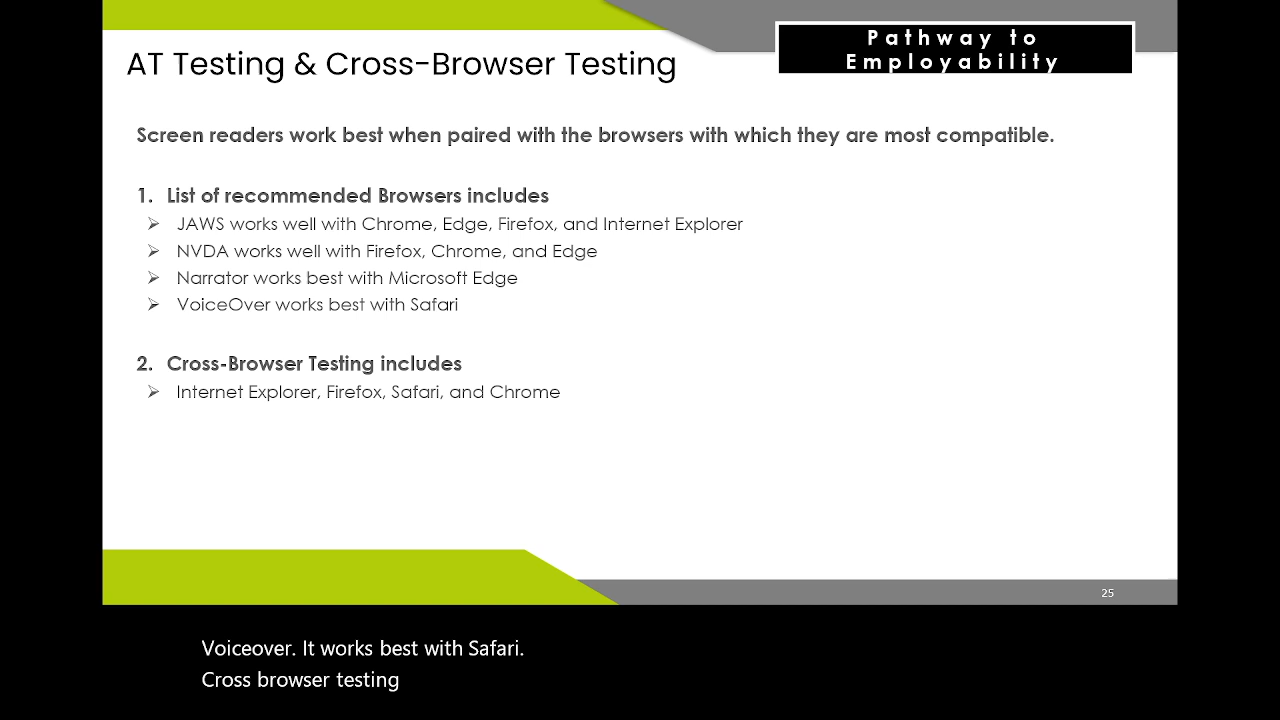 Pathway to
Employability
AT Testing & Cross-Browser Testing
Screen readers work best when paired with the browsers with which they are most compatible.
1. List of recommended Browsers includes
➢ JAWS works well with Chrome, Edge, Firefox, and Internet Explorer
➢ NVDA works well with Firefox, Chrome, and Edge
➢ Narrator works best with Microsoft Edge
➢ VoiceOver works best with Safari
2. Cross-Browser Testing includes
➢ Internet Explorer, Firefox, Safari, and Chrome
25
Voiceover. It works best with Safari.
Cross browser testing